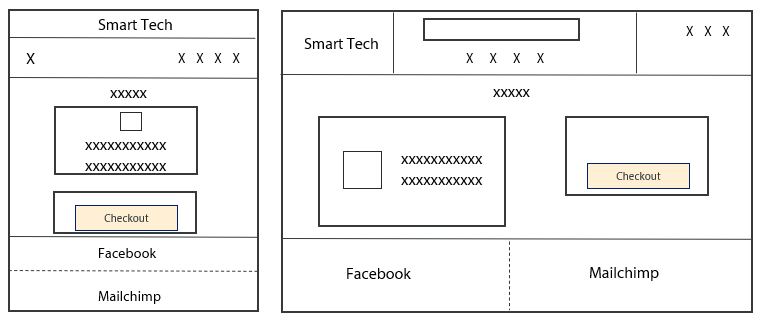 Smart Tech
X X X X X
xxxxx
xxxxxxxxxxx
xxxxxxxxxxx
Checkout
Facebook
Mailchimp
Smart Tech
X X X X
X X X
xxxxx
xxxxxxxxxxx
xxxxxxxxxxx
Checkout
Facebook
Mailchimp